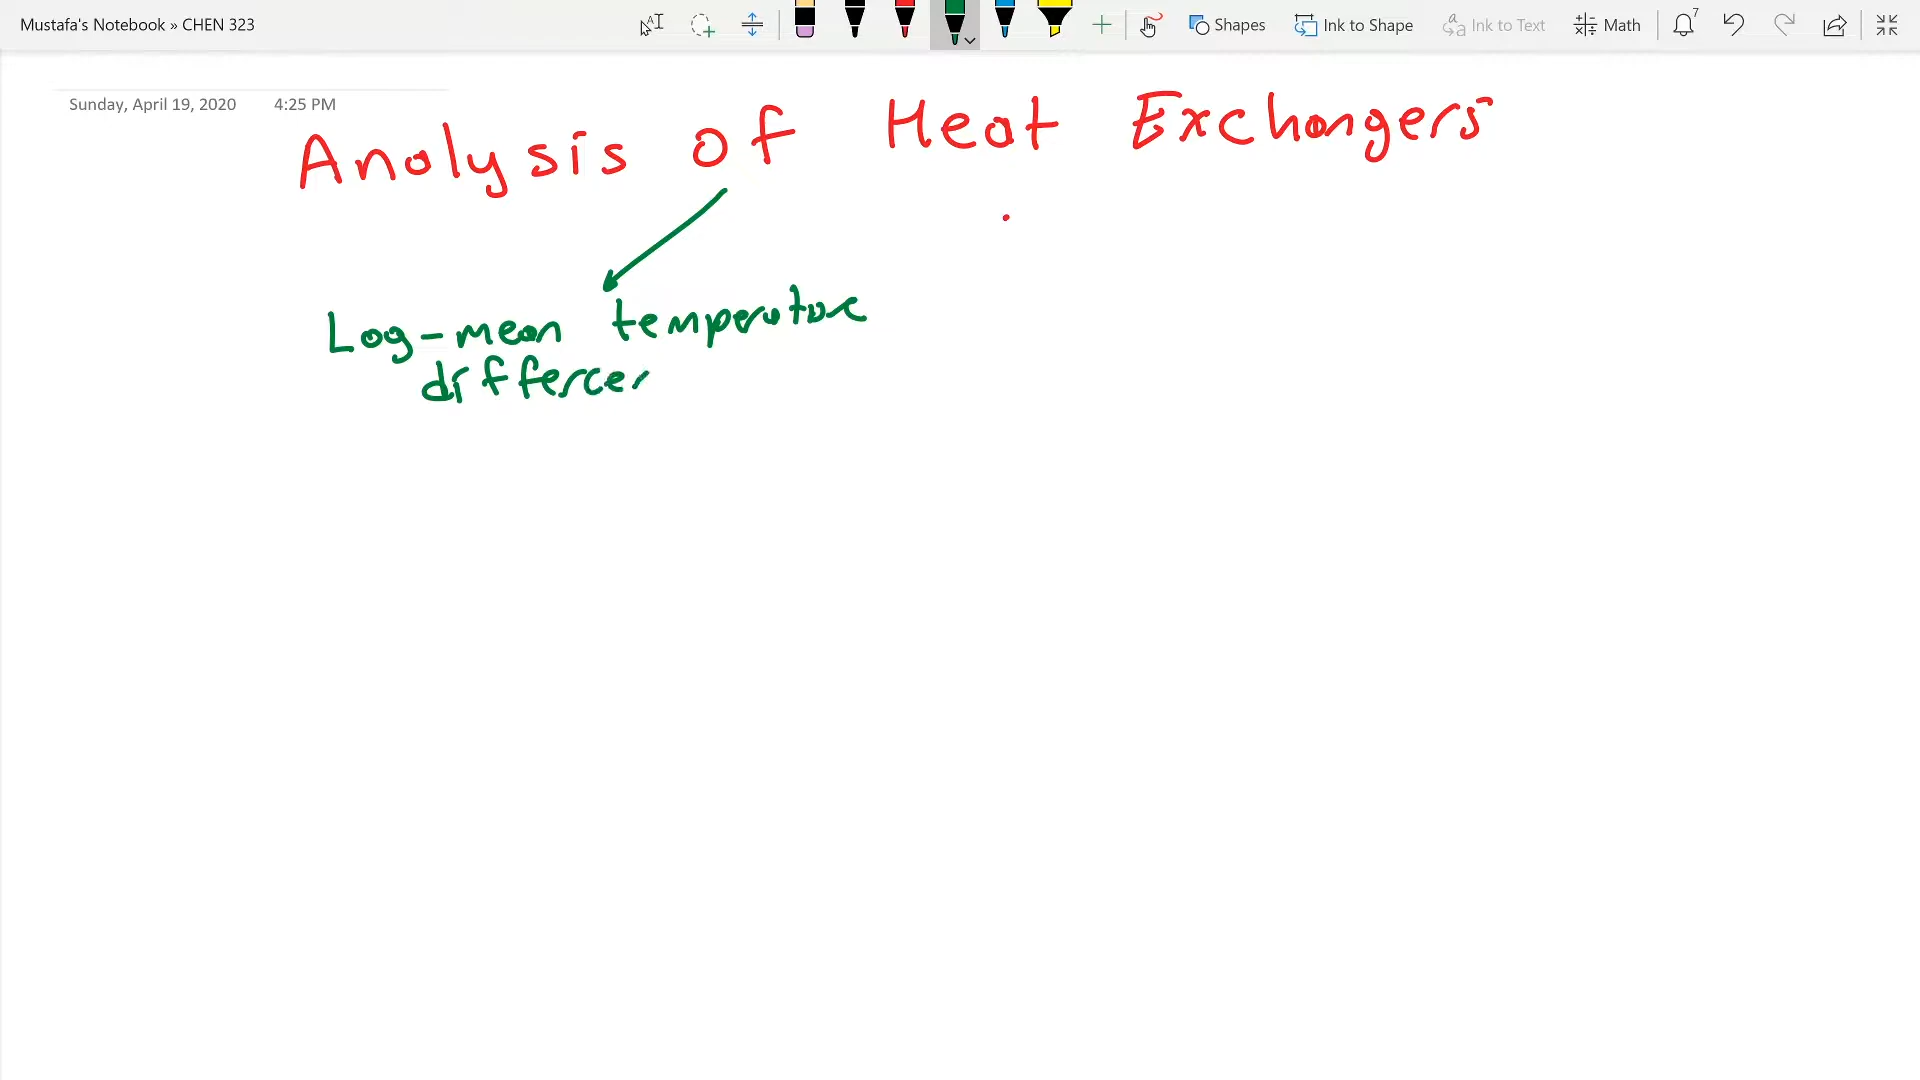 Mustafa's Notebook » CHEN 323
Shapes
Ink to Shape
Ink to Text
Math
7
Sunday, April 19, 2020 4:25 PM
Analysis of Heat Exchangers
Log-mean temperature